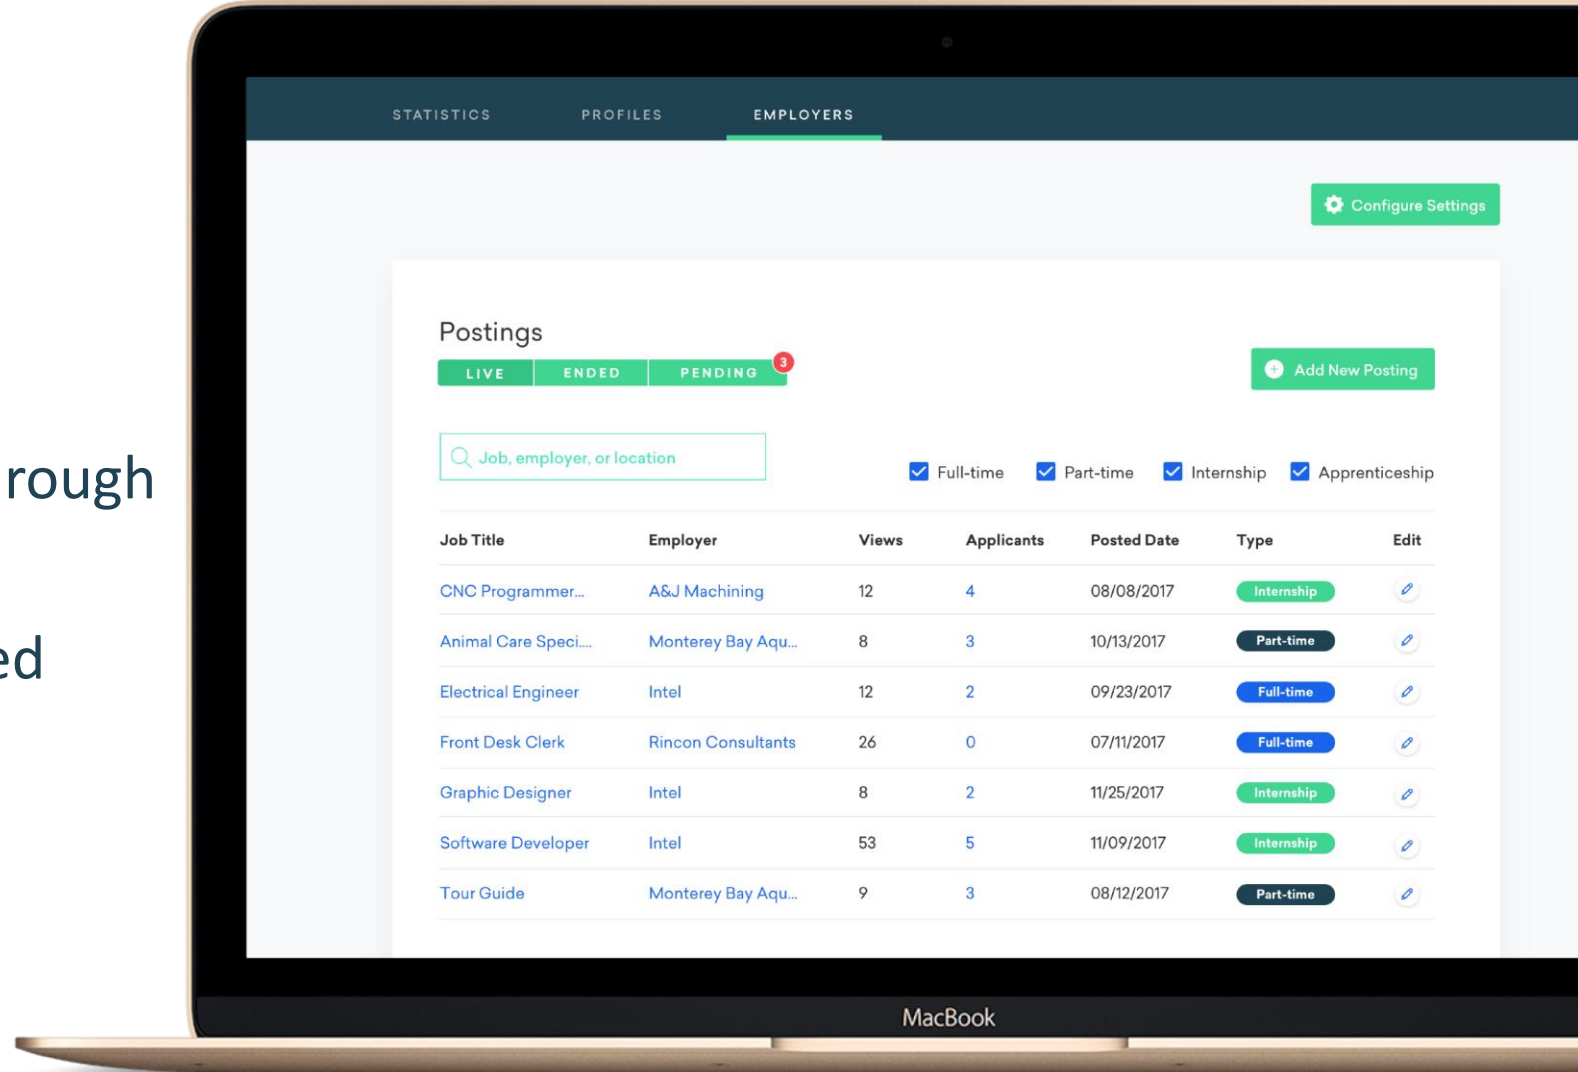 STATISTICS PROFILES EMPLOYERS
Configure Settings
Postings
LIVE ENDED PENDING 3
Add New Posting
Job, employer, or location
Full-time Part-time Internship Apprenticeship
rough
ed
Job Title Employer Views Applicants Posted Date Type Edit
CNC Programmer... A&J Machining 12 4 08/08/2017 Internship
Animal Care Speci.... Monterey Bay Aqu... 8 3 10/13/2017 Part-time
Electrical Engineer Intel 12 2 09/23/2017 Full-time
Front Desk Clerk Rincon Consultants 26 0 07/11/2017 Full-time
Graphic Designer Intel 8 2 11/25/2017 Internship
Software Developer Intel 53 5 11/09/2017 Internship
Tour Guide Monterey Bay Aqu... 9 3 08/12/2017 Part-time
MacBook